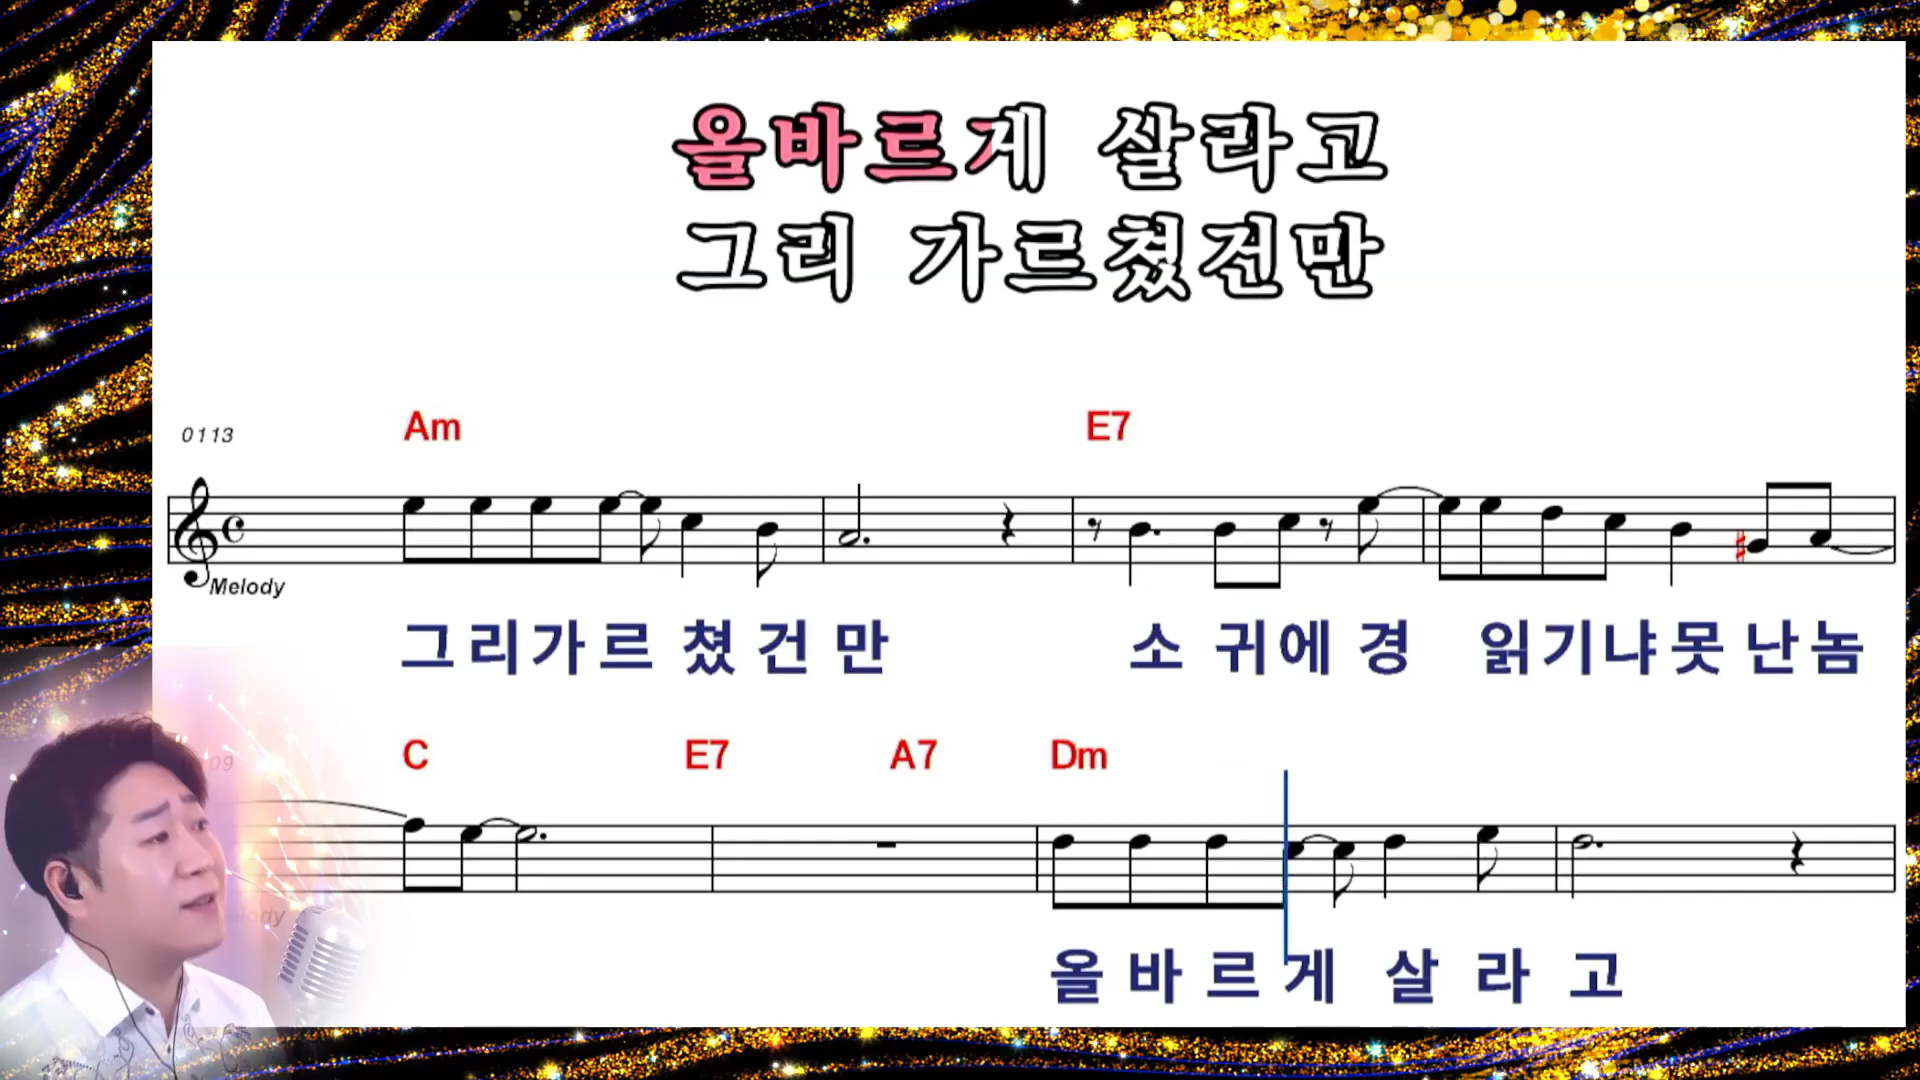 올바르게 살라고
그리 가르쳤건만
0113
Am E7
Melody
그리가르쳤건만 소귀에경 읽기냐못난놈
09
C E7 A7 Dm
올바르게 살라고